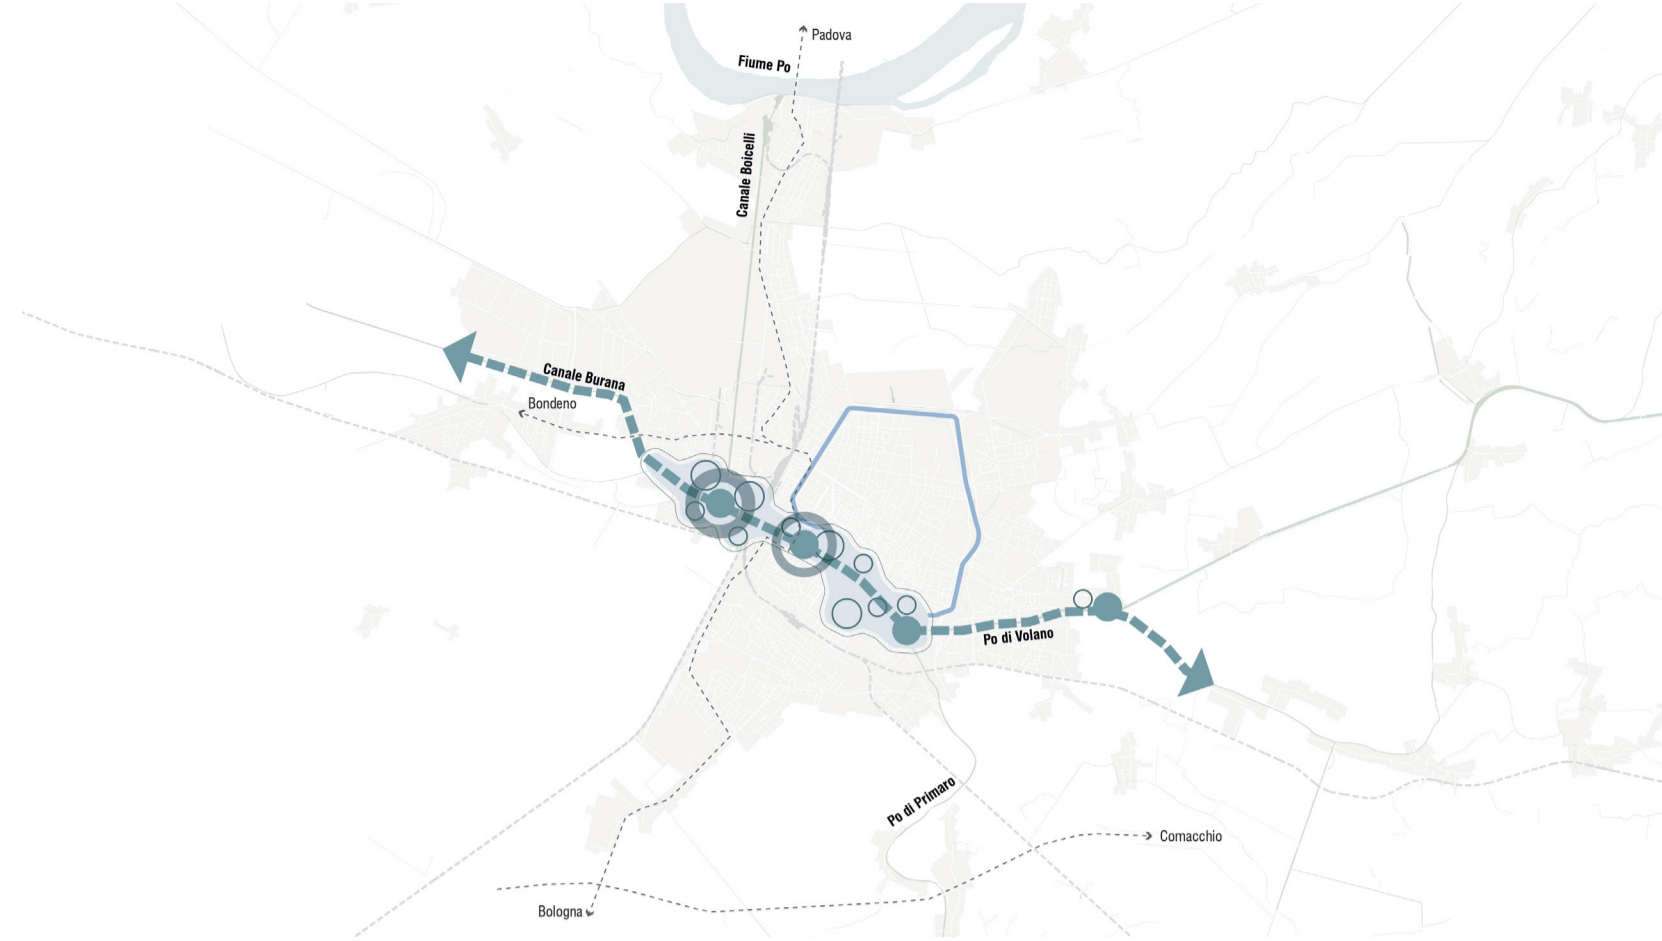 Padova
Fiume Po
Canale Boicelli
Canale Burana
Bondeno
Po di Volano
Po di Primaro
Comacchio
Bologna